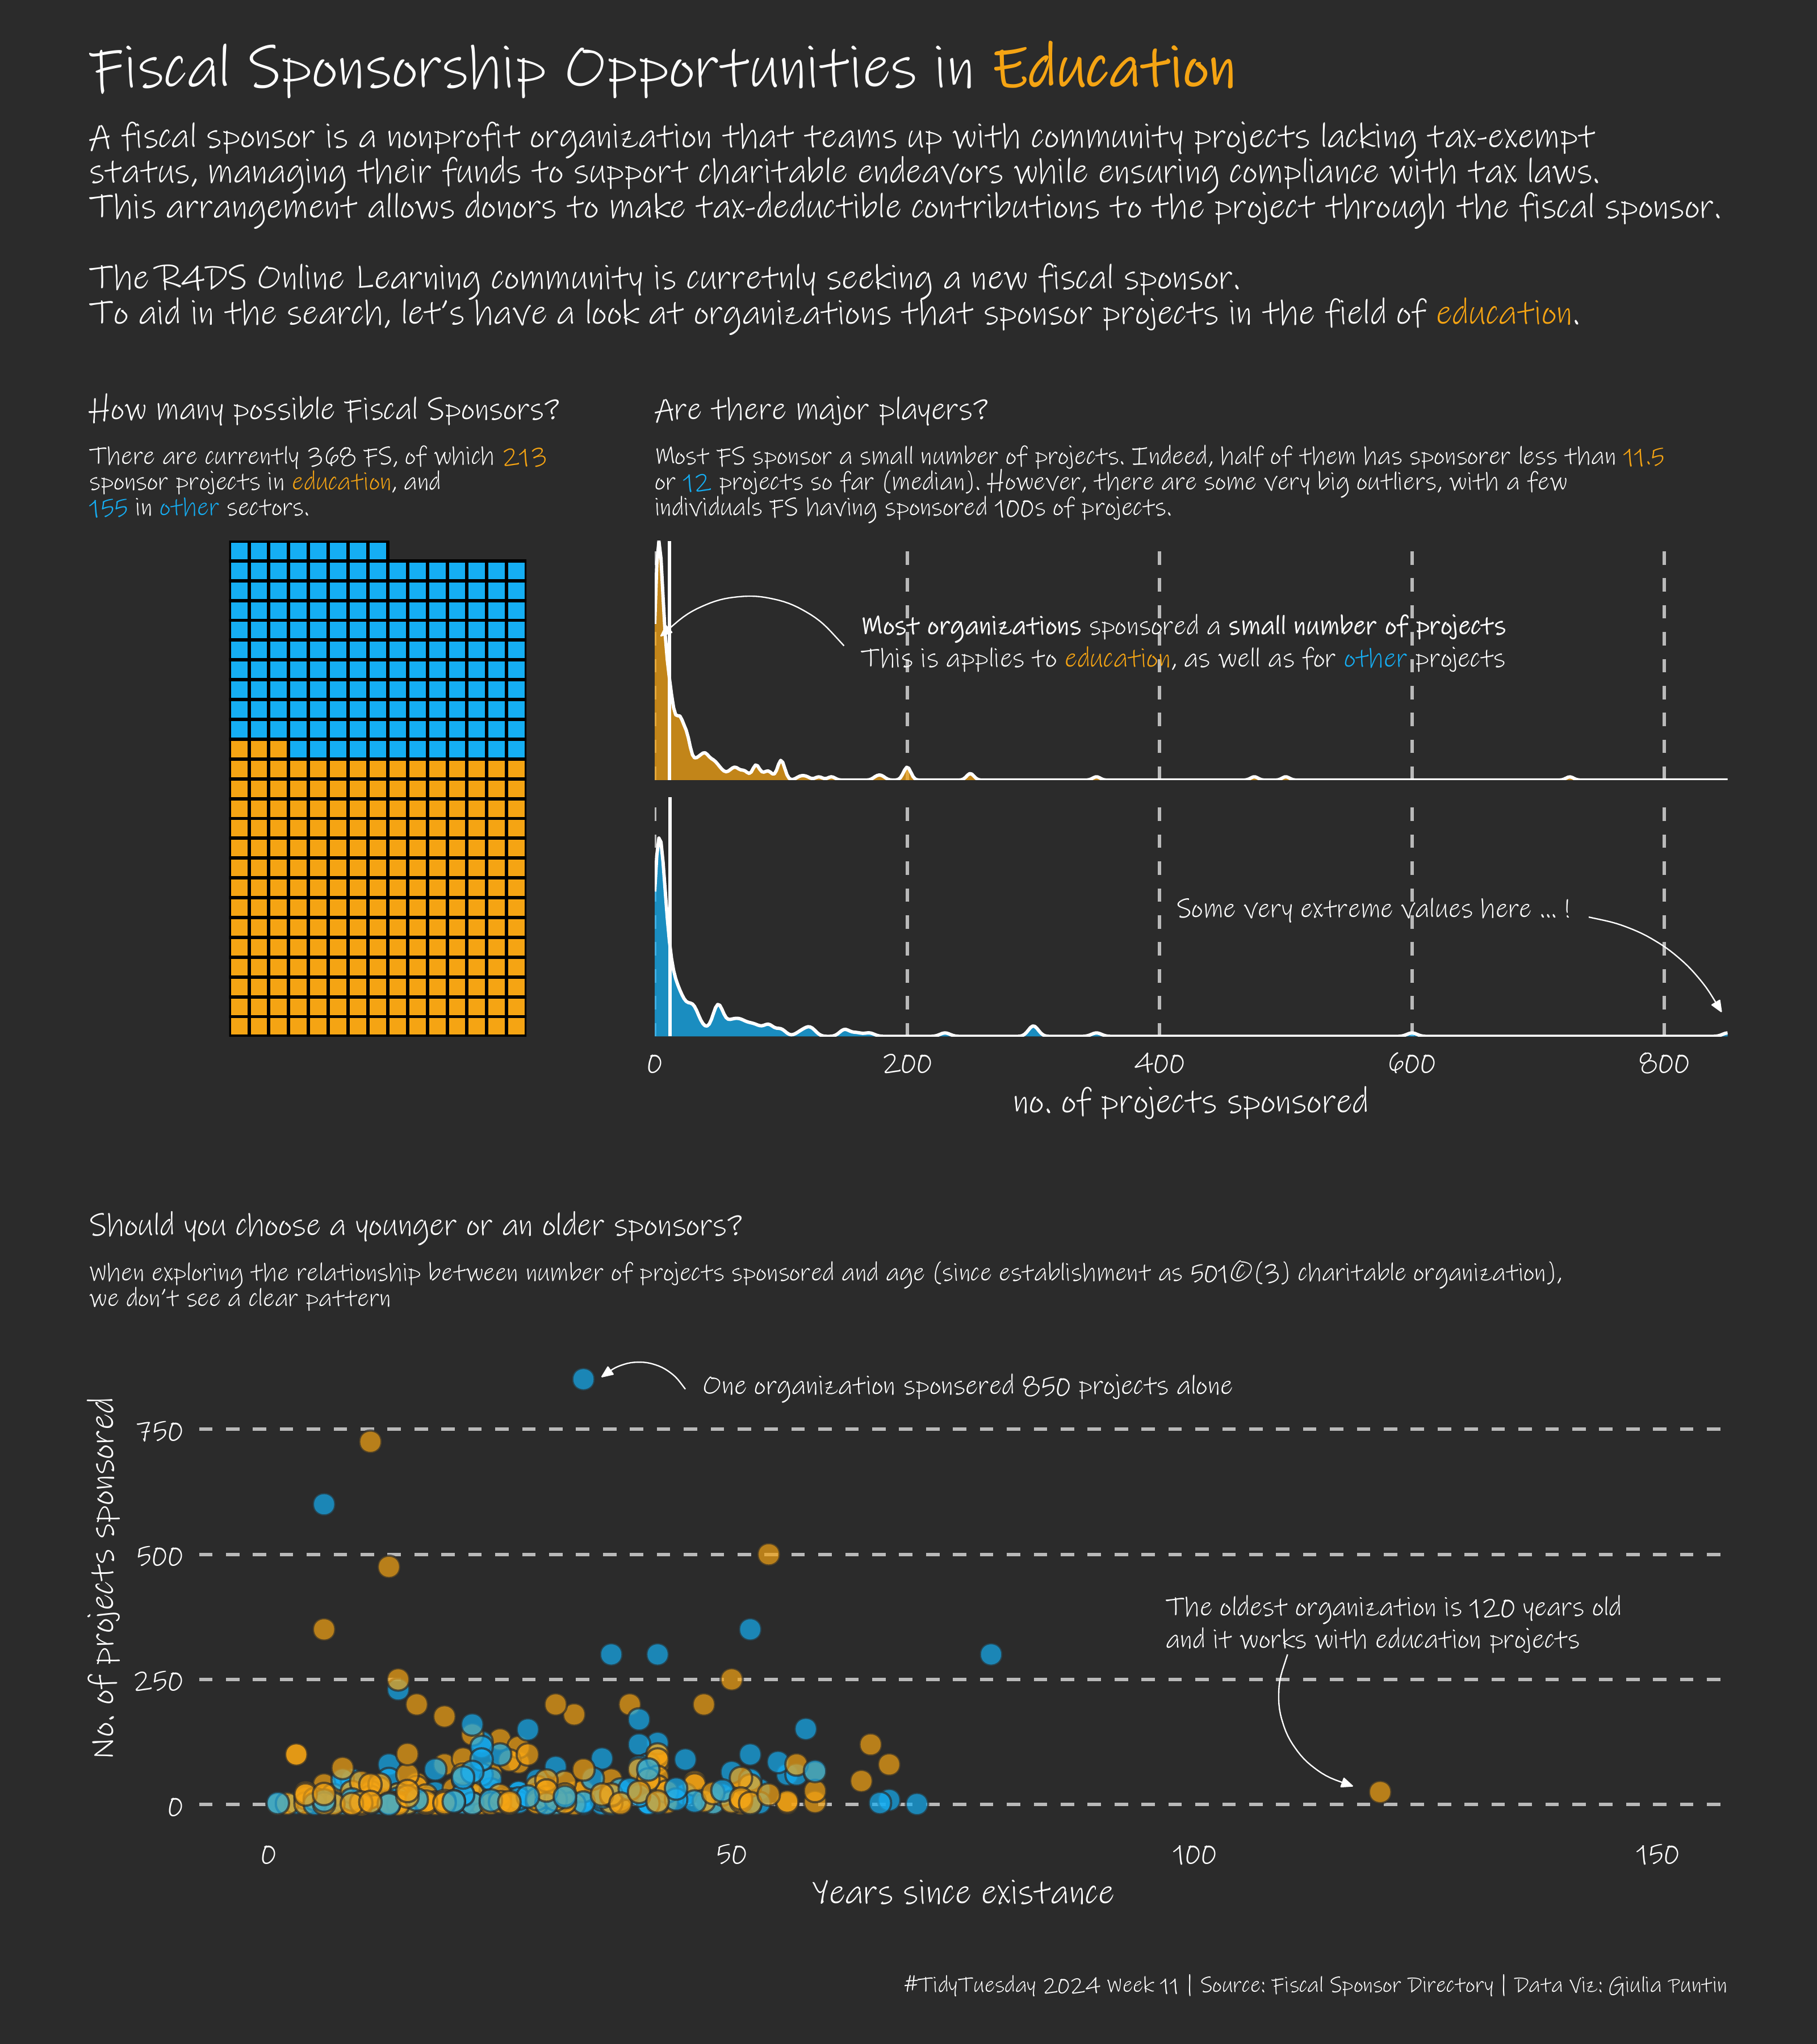 Fiscal Sponsorship Opportunities in Education
A fiscal sponsor is a nonprofit organization that teams up with community projects lacking tax-exempt
status, managing their funds to support charitable endeavors while ensuring compliance with tax laws.
This arrangement allows donors to make tax-deductible contributions to the project through the fiscal sponsor.
The R4DS Online Learning community is curretnly seeking a new fiscal sponsor.
To aid in the search, let's have a look at organizations that sponsor projects in the field of education.
How many possible Fiscal Sponsors?
There are currently 368 FS, of which 213
sponsor projects in education, and
155 in other sectors.
Are there major players?
Most FS sponsor a small number of projects. Indeed, half of them has sponsorer less than 11.5
or 12 projects so far (median). However, there are some very big outliers, with a few
individuals FS having sponsored 100s of projects.
Most organizations sponsored a small number of projects
This is applies to education, as well as for other projects
Some very extreme values here ... !
0 200 400 600 800
no. of projects sponsored
Should you choose a younger or an older sponsors?
When exploring the relationship between number of projects sponsored and age (since establishment as 501©(3) charitable organization),
we don't see a clear pattern
One organization sponsered 850 projects alone
No. of projects sponsored
750
500
The oldest organization is 120 years old
and it works with education projects
250
0
0 50 100 150
Years since existance
#TidyTuesday 2024 Week 11 | Source: Fiscal Sponsor Directory | Data Viz: Giulia Puntin